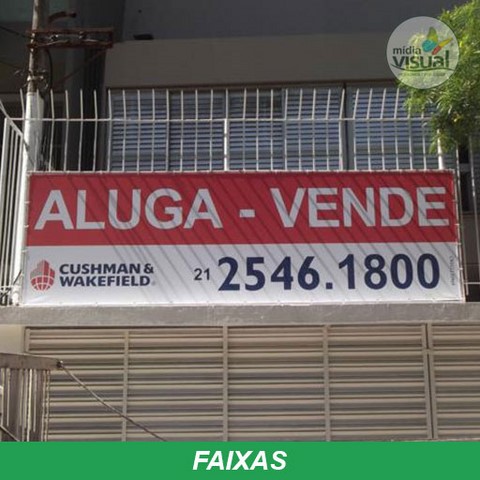 mídia
visual
ALUGA - VENDE
CUSHMAN &
WAKEFIELD®
21 2546.1800
FAIXAS